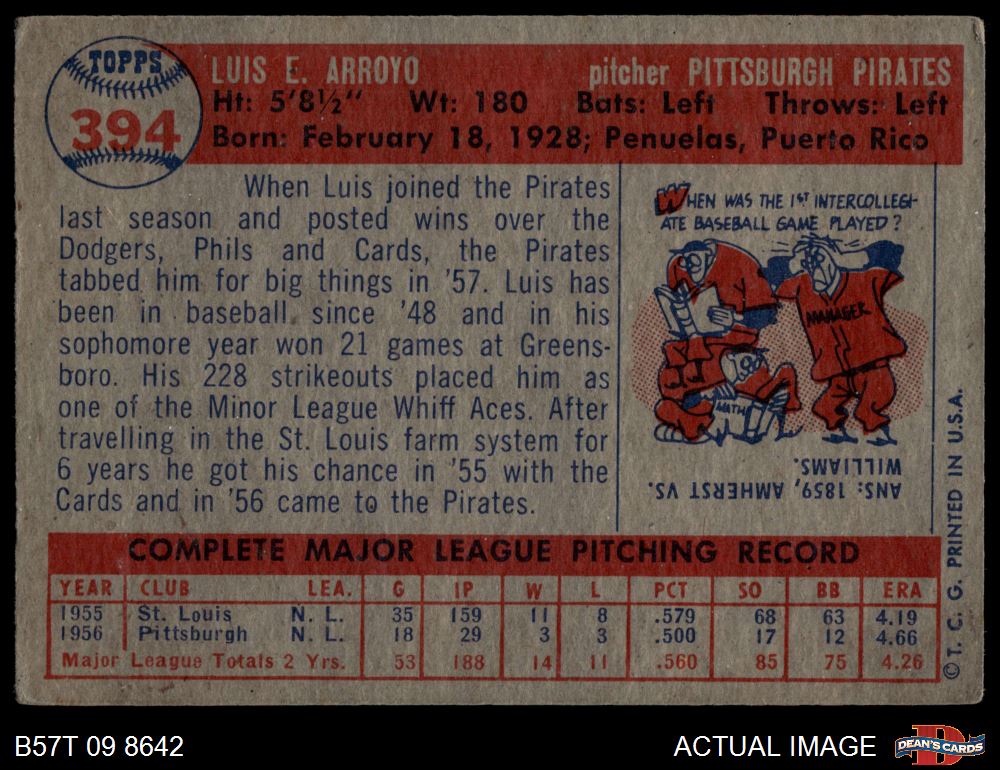 TOPPS
394
LUIS E. ARROYO pitcher PITTSBURGH PIRATES
Ht: 5'8½" Wt: 180 Bats: Left Throws: Left
Born: February 18, 1928; Penuelas, Puerto Rico
When Luis joined the Pirates
last season and posted wins over the
Dodgers, Phils and Cards, the Pirates
tabbed him for big things in '57. Luis has
been in baseball since '48 and in his
sophomore year won 21 games at Greens-
boro. His 228 strikeouts placed him as
one of the Minor League Whiff Aces. After
travelling in the St. Louis farm system for
6 years he got his chance in '55 with the
Cards and in '56 came to the Pirates.
WHEN WAS THE 1ST INTERCOLLEGI-
ATE BASEBALL GAME PLAYED?
MANAGER
MATH
ANS: 1859, AMHERST VS.
WILLIAMS.
COMPLETE MAJOR LEAGUE PITCHING RECORD
YEAR CLUB LEA. G IP W L PCT SO BB ERA
1955 St. Louis N. L. 35 159 11 8 .579 68 63 4.19
1956 Pittsburgh N. L. 18 29 3 3 .500 17 12 4.66
Major League Totals 2 Yrs. 53 188 14 11 .560 85 75 4.26
© T. C. G. PRINTED IN U.S.A.
B57T 09 8642 ACTUAL IMAGE
D
DEAN'S CARDS